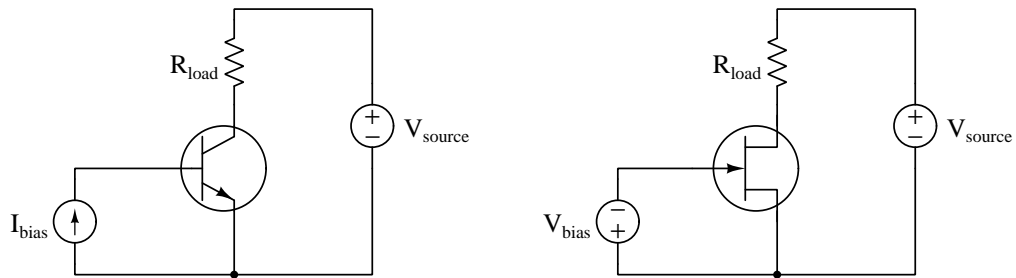 R_load
+
−
V_source
I_bias
R_load
+
−
V_source
V_bias
−
+